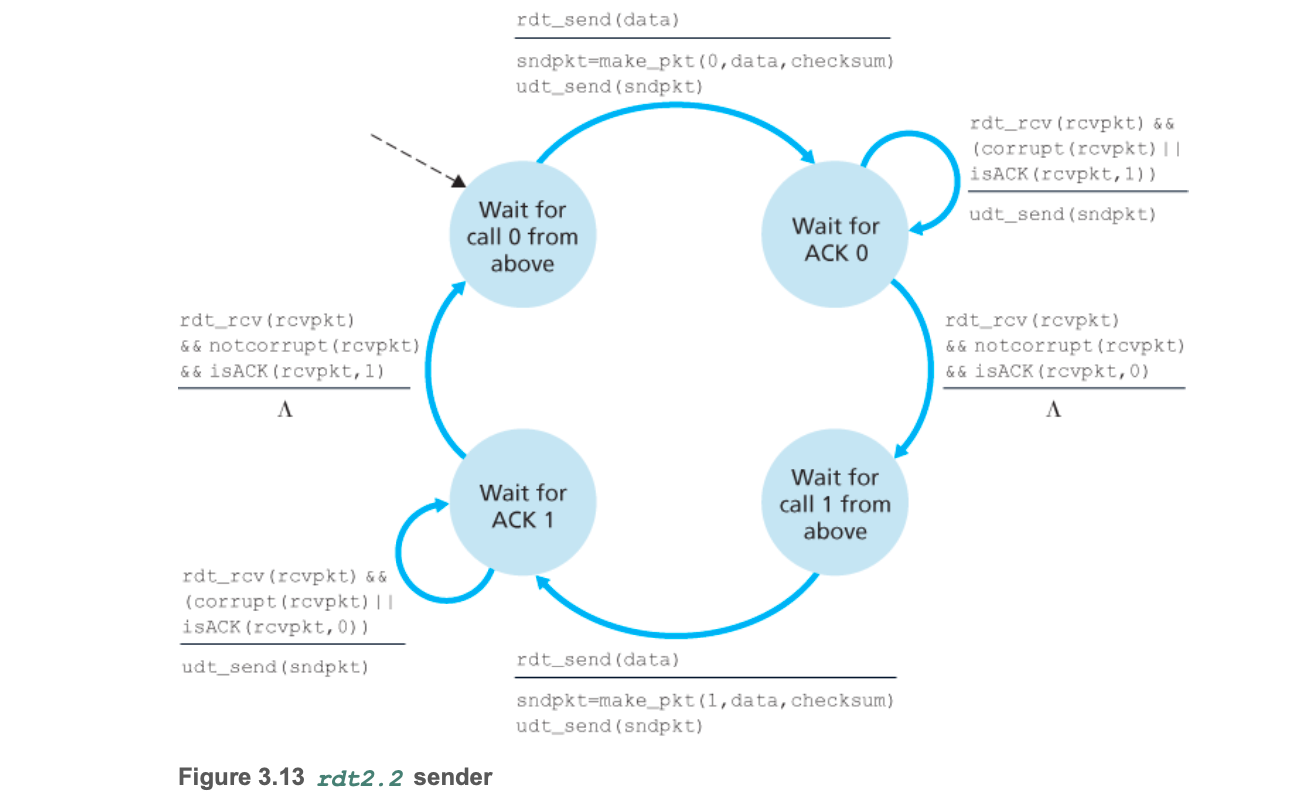 rdt_send(data)
sndpkt=make_pkt(0,data,checksum)
udt_send(sndpkt)
rdt_rcv(rcvpkt) &&
(corrupt(rcvpkt)||
isACK(rcvpkt,1))
udt_send(sndpkt)
Wait for
call 0 from
above
Wait for
ACK 0
rdt_rcv(rcvpkt)
&& notcorrupt(rcvpkt)
&& isACK(rcvpkt,1)
Λ
rdt_rcv(rcvpkt)
&& notcorrupt(rcvpkt)
&& isACK(rcvpkt,0)
Λ
Wait for
ACK 1
Wait for
call 1 from
above
rdt_rcv(rcvpkt) &&
(corrupt(rcvpkt)||
isACK(rcvpkt,0))
udt_send(sndpkt)
rdt_send(data)
sndpkt=make_pkt(1,data,checksum)
udt_send(sndpkt)
Figure 3.13 rdt2.2 sender